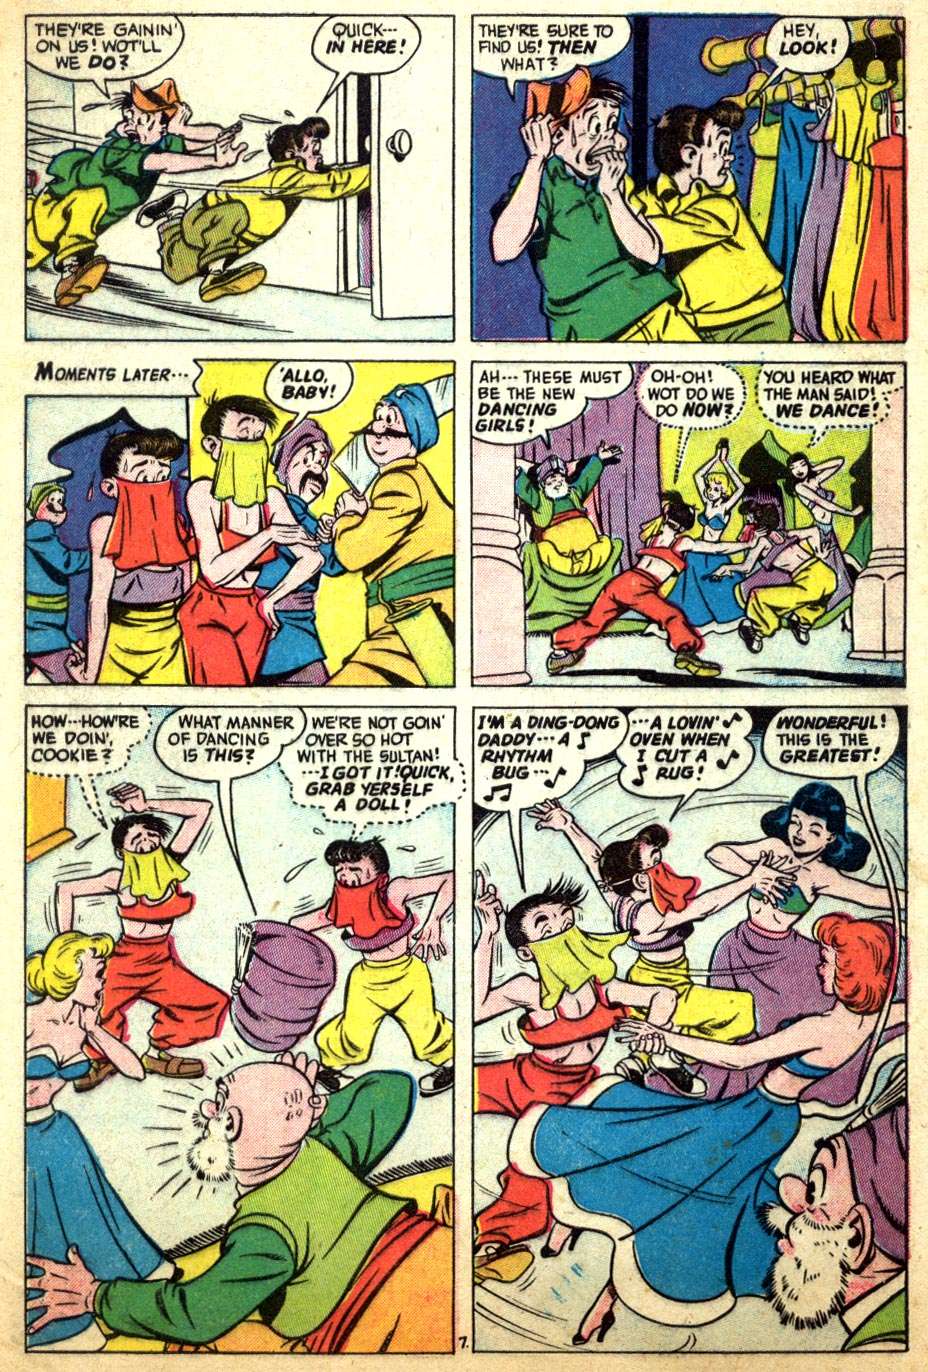 THEY'RE GAININ'
ON US! WOT'LL
WE DO?
QUICK---
IN HERE!
THEY'RE SURE TO
FIND US! THEN
WHAT?
HEY,
LOOK!
MOMENTS LATER---
'ALLO,
BABY!
AH--- THESE MUST
BE THE NEW
DANCING
GIRLS!
OH-OH!
WOT DO WE
DO NOW?
YOU HEARD WHAT
THE MAN SAID!
WE DANCE!
HOW---HOW'RE
WE DOIN',
COOKIE?
WHAT MANNER
OF DANCING
IS THIS?
WE'RE NOT GOIN'
OVER SO HOT
WITH THE SULTAN!
---I GOT IT! QUICK,
GRAB YERSELF
A DOLL!
I'M A DING-DONG
DADDY--- A
RHYTHM
BUG---
---A LOVIN'
OVEN WHEN
I CUT A
RUG!
WONDERFUL!
THIS IS THE
GREATEST!
7.